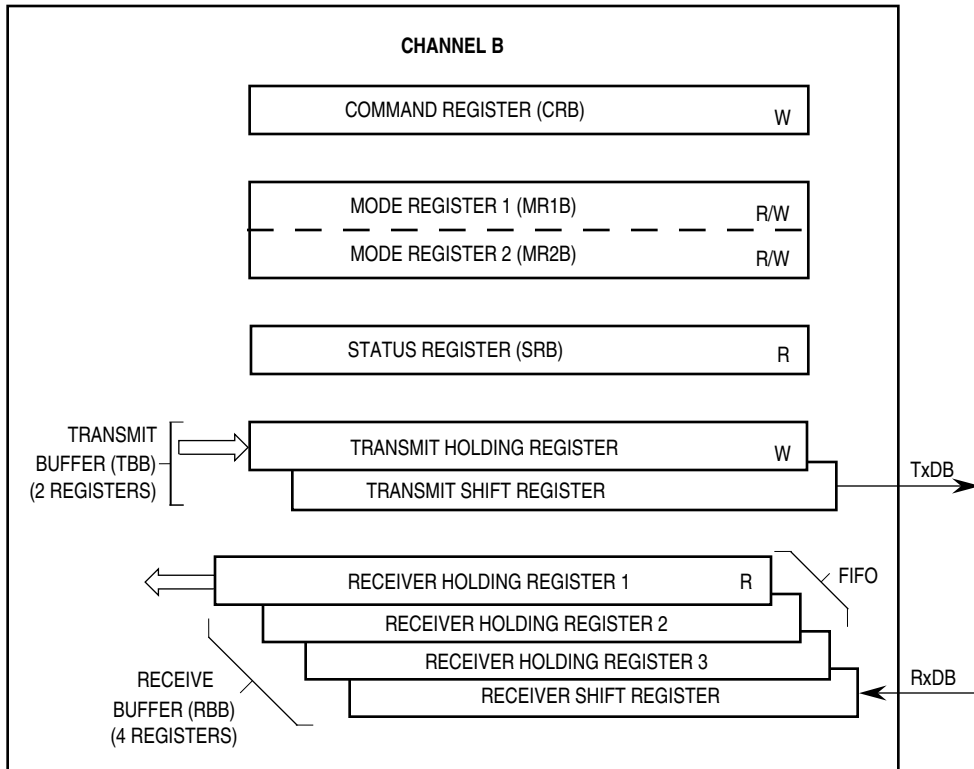 CHANNEL B
COMMAND REGISTER (CRB)
W
MODE REGISTER 1 (MR1B)
R/W
MODE REGISTER 2 (MR2B)
R/W
STATUS REGISTER (SRB)
R
TRANSMIT
BUFFER (TBB)
(2 REGISTERS)
TRANSMIT HOLDING REGISTER
W
TRANSMIT SHIFT REGISTER
TxDB
RECEIVER HOLDING REGISTER 1
R
FIFO
RECEIVER HOLDING REGISTER 2
RECEIVER HOLDING REGISTER 3
RECEIVER SHIFT REGISTER
RxDB
RECEIVE
BUFFER (RBB)
(4 REGISTERS)